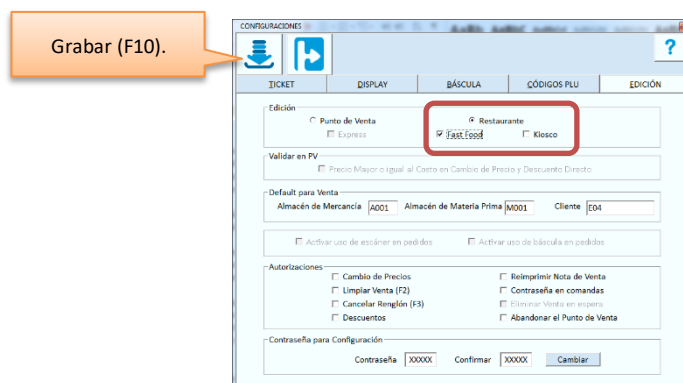 Grabar (F10).
CONFIGURACIONES
?
TICKET DISPLAY BÁSCULA CÓDIGOS PLU EDICIÓN
Edición
Punto de Venta Restaurante
Express Fast Food Kiosco
Validar en PV
Precio Mayor o igual al Costo en Cambio de Precio y Descuento Directo
Default para Venta
Almacén de Mercancía A001 Almacén de Materia Prima M001 Cliente E04
Activar uso de escáner en pedidos Activar uso de báscula en pedidos
Autorizaciones
Cambio de Precios Reimprimir Nota de Venta
Limpiar Venta (F2) Contraseña en comandas
Cancelar Renglón (F3) Eliminar Venta en espera
Descuentos Abandonar el Punto de Venta
Contraseña para Configuración
Contraseña XXXXX Confirmar XXXXX Cambiar